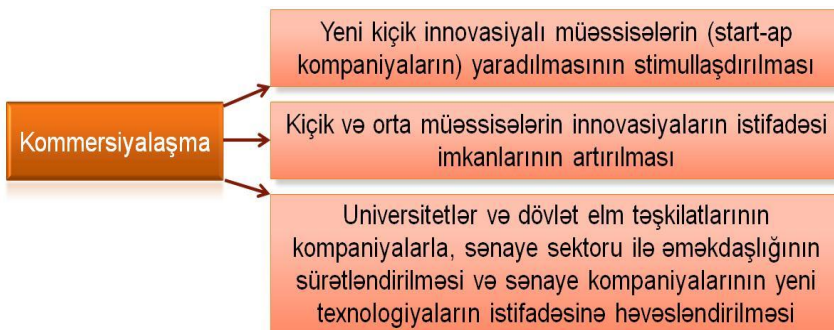 Kommersiyalaşma
Yeni kiçik innovasiyalı müəssisələrin (start-ap
kompaniyaların) yaradılmasının stimullaşdırılması
Kiçik və orta müəssisələrin innovasiyaların istifadəsi
imkanlarının artırılması
Universitetlər və dövlət elm təşkilatlarının
kompaniyalarla, sənaye sektoru ilə əməkdaşlığının
sürətləndirilməsi və sənaye kompaniyalarının yeni
texnologiyaların istifadəsinə həvəsləndirilməsi